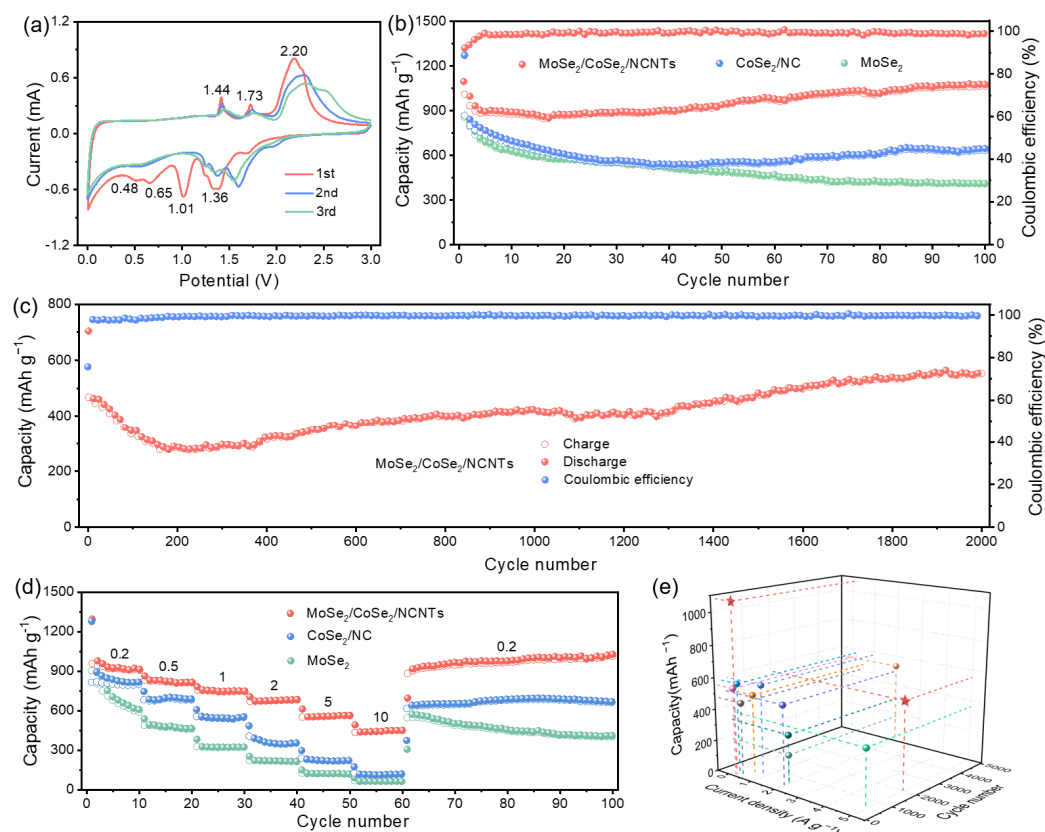 (a)
1.2
0.6
0.0
-0.6
-1.2
Current (mA)
2.20
1.44
1.73
0.48
0.65
1.01
1.36
1st
2nd
3rd
0.0 0.5 1.0 1.5 2.0 2.5 3.0
Potential (V)
(b)
1500
1200
900
600
300
0
Capacity (mAh g⁻¹)
MoSe₂/CoSe₂/NCNTs CoSe₂/NC MoSe₂
100
80
60
40
20
0
Coulombic efficiency (%)
0 10 20 30 40 50 60 70 80 90 100
Cycle number
(c)
800
600
400
200
0
Capacity (mAh g⁻¹)
MoSe₂/CoSe₂/NCNTs
Charge
Discharge
Coulombic efficiency
100
80
60
40
20
0
Coulombic efficiency (%)
0 200 400 600 800 1000 1200 1400 1600 1800 2000
Cycle number
(d)
1500
1200
900
600
300
0
Capacity (mAh g⁻¹)
MoSe₂/CoSe₂/NCNTs
CoSe₂/NC
MoSe₂
0.2
0.5
1
2
5
10
0.2
0 10 20 30 40 50 60 70 80 90 100
Cycle number
(e)
1000
800
600
400
200
0
Capacity(mAh⁻¹)
0 1 2 3 4 5
Current density (A g⁻¹)
0 1000 2000 3000 4000 5000
Cycle number